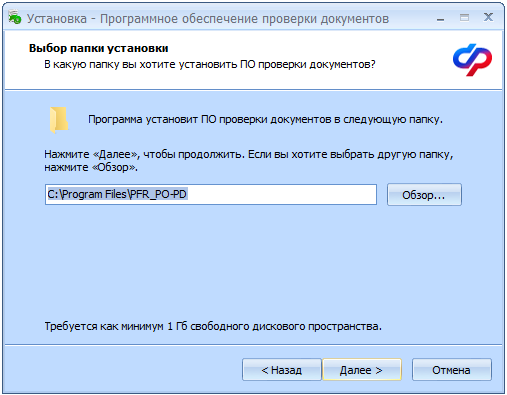 Установка - Программное обеспечение проверки документов
Выбор папки установки
В какую папку вы хотите установить ПО проверки документов?
Программа установит ПО проверки документов в следующую папку.
Нажмите «Далее», чтобы продолжить. Если вы хотите выбрать другую папку,
нажмите «Обзор».
C:\Program Files\PFR_PO-PD
Обзор...
Требуется как минимум 1 Гб свободного дискового пространства.
< Назад
Далее >
Отмена